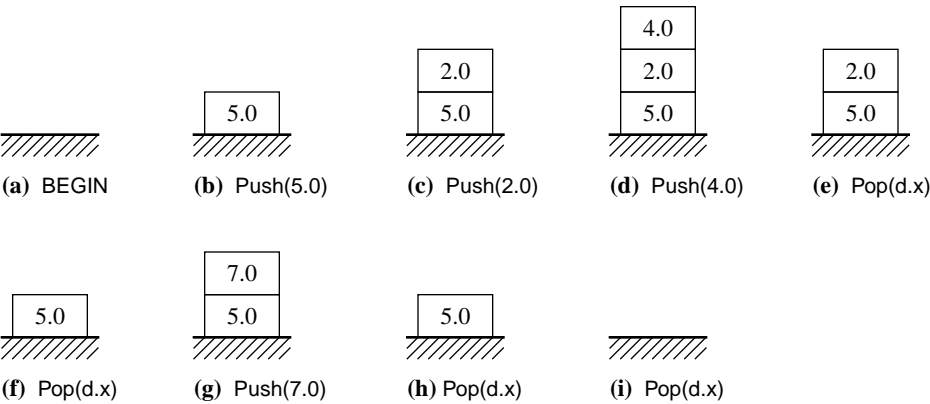 4.0
2.0 2.0 2.0
5.0 5.0 5.0 5.0
(a) BEGIN (b) Push(5.0) (c) Push(2.0) (d) Push(4.0) (e) Pop(d.x)
7.0
5.0 5.0 5.0
(f) Pop(d.x) (g) Push(7.0) (h) Pop(d.x) (i) Pop(d.x)